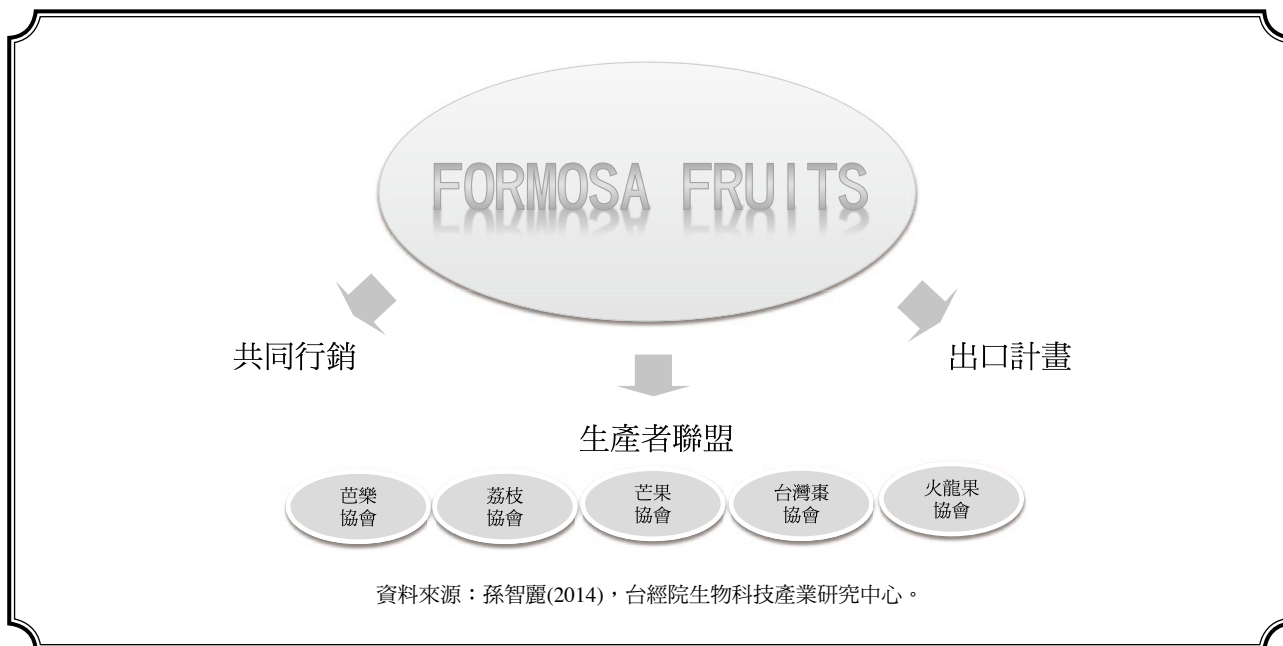 FORMOSA FRUITS
共同行銷
出口計畫
生產者聯盟
芭樂
協會
荔枝
協會
芒果
協會
台灣棗
協會
火龍果
協會
資料來源：孫智麗(2014)，台經院生物科技產業研究中心。